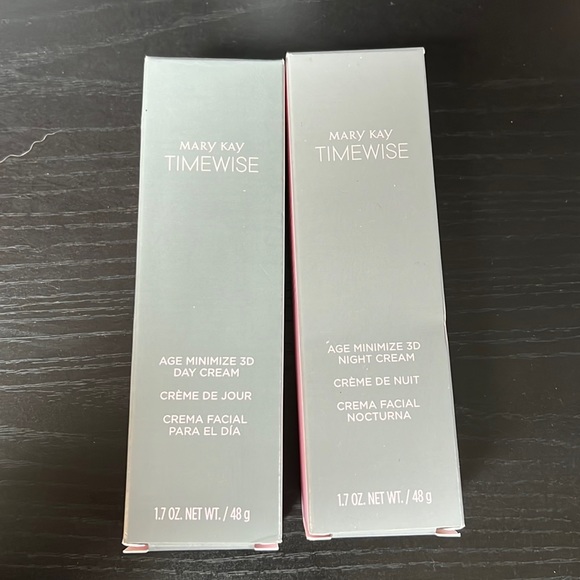 MARY KAY
TIMEWISE
AGE MINIMIZE 3D
DAY CREAM
CRÈME DE JOUR
CREMA FACIAL
PARA EL DÍA
1.7 OZ. NET WT. / 48 g
MARY KAY
TIMEWISE
AGE MINIMIZE 3D
NIGHT CREAM
CRÈME DE NUIT
CREMA FACIAL
NOCTURNA
1.7 OZ. NET WT. / 48 g